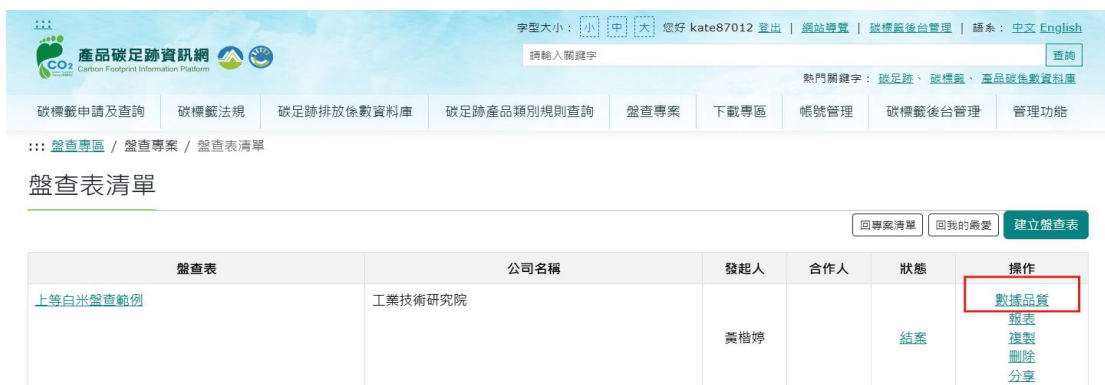 :::
字型大小： 小 中 大 您好 kate87012 登出 | 網站導覽 | 碳標籤後台管理 | 語系： 中文 English
CO2 產品碳足跡資訊網
Carbon Footprint Information Platform
請輸入關鍵字 查詢
熱門關鍵字： 碳足跡、 碳標籤、 產品碳係數資料庫
碳標籤申請及查詢 碳標籤法規 碳足跡排放係數資料庫 碳足跡產品類別規則查詢 盤查專案 下載專區 帳號管理 碳標籤後台管理 管理功能
::: 盤查專區 / 盤查專案 / 盤查表清單
盤查表清單
回專案清單 回我的最愛 建立盤查表
盤查表 公司名稱 發起人 合作人 狀態 操作
上等白米盤查範例 工業技術研究院 黃楷婷 結案 數據品質
報表
複製
刪除
分享